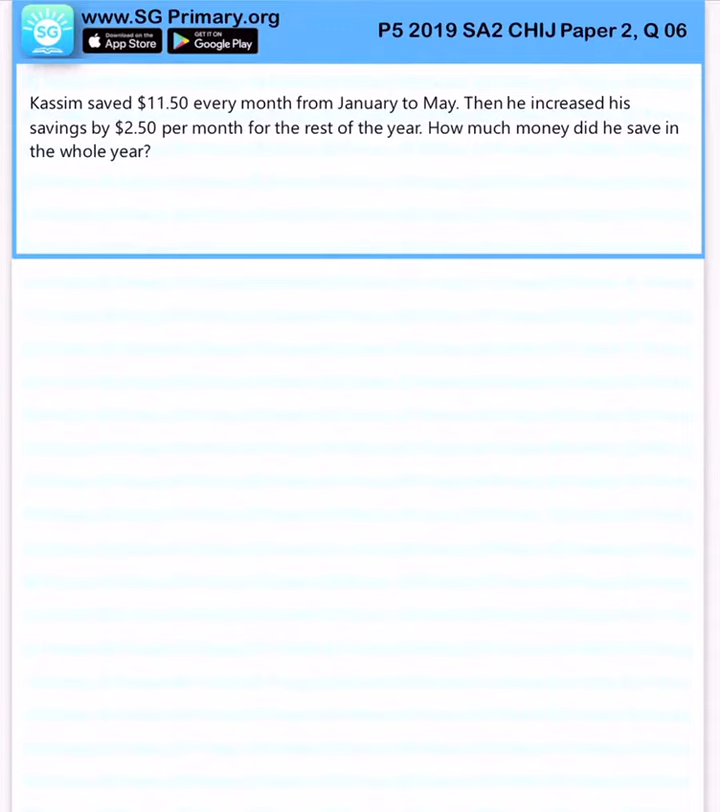 www.SG Primary.org
SG
Download on the
App Store
GET IT ON
Google Play
P5 2019 SA2 CHIJ Paper 2, Q 06
Kassim saved $11.50 every month from January to May. Then he increased his
savings by $2.50 per month for the rest of the year. How much money did he save in
the whole year?